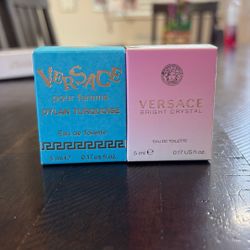 VERSACE
pour femme
DYLAN TURQUOISE
Eau de toilette
5 ml e 0.17 US fl.oz.
VERSACE
BRIGHT CRYSTAL
EAU DE TOILETTE
5 ml e 0.17 US fl.oz.